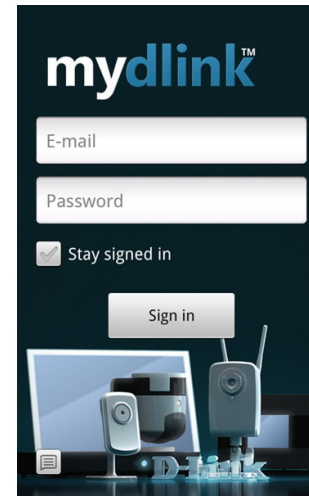 mydlink™
E-mail
Password
Stay signed in
Sign in
D-Link